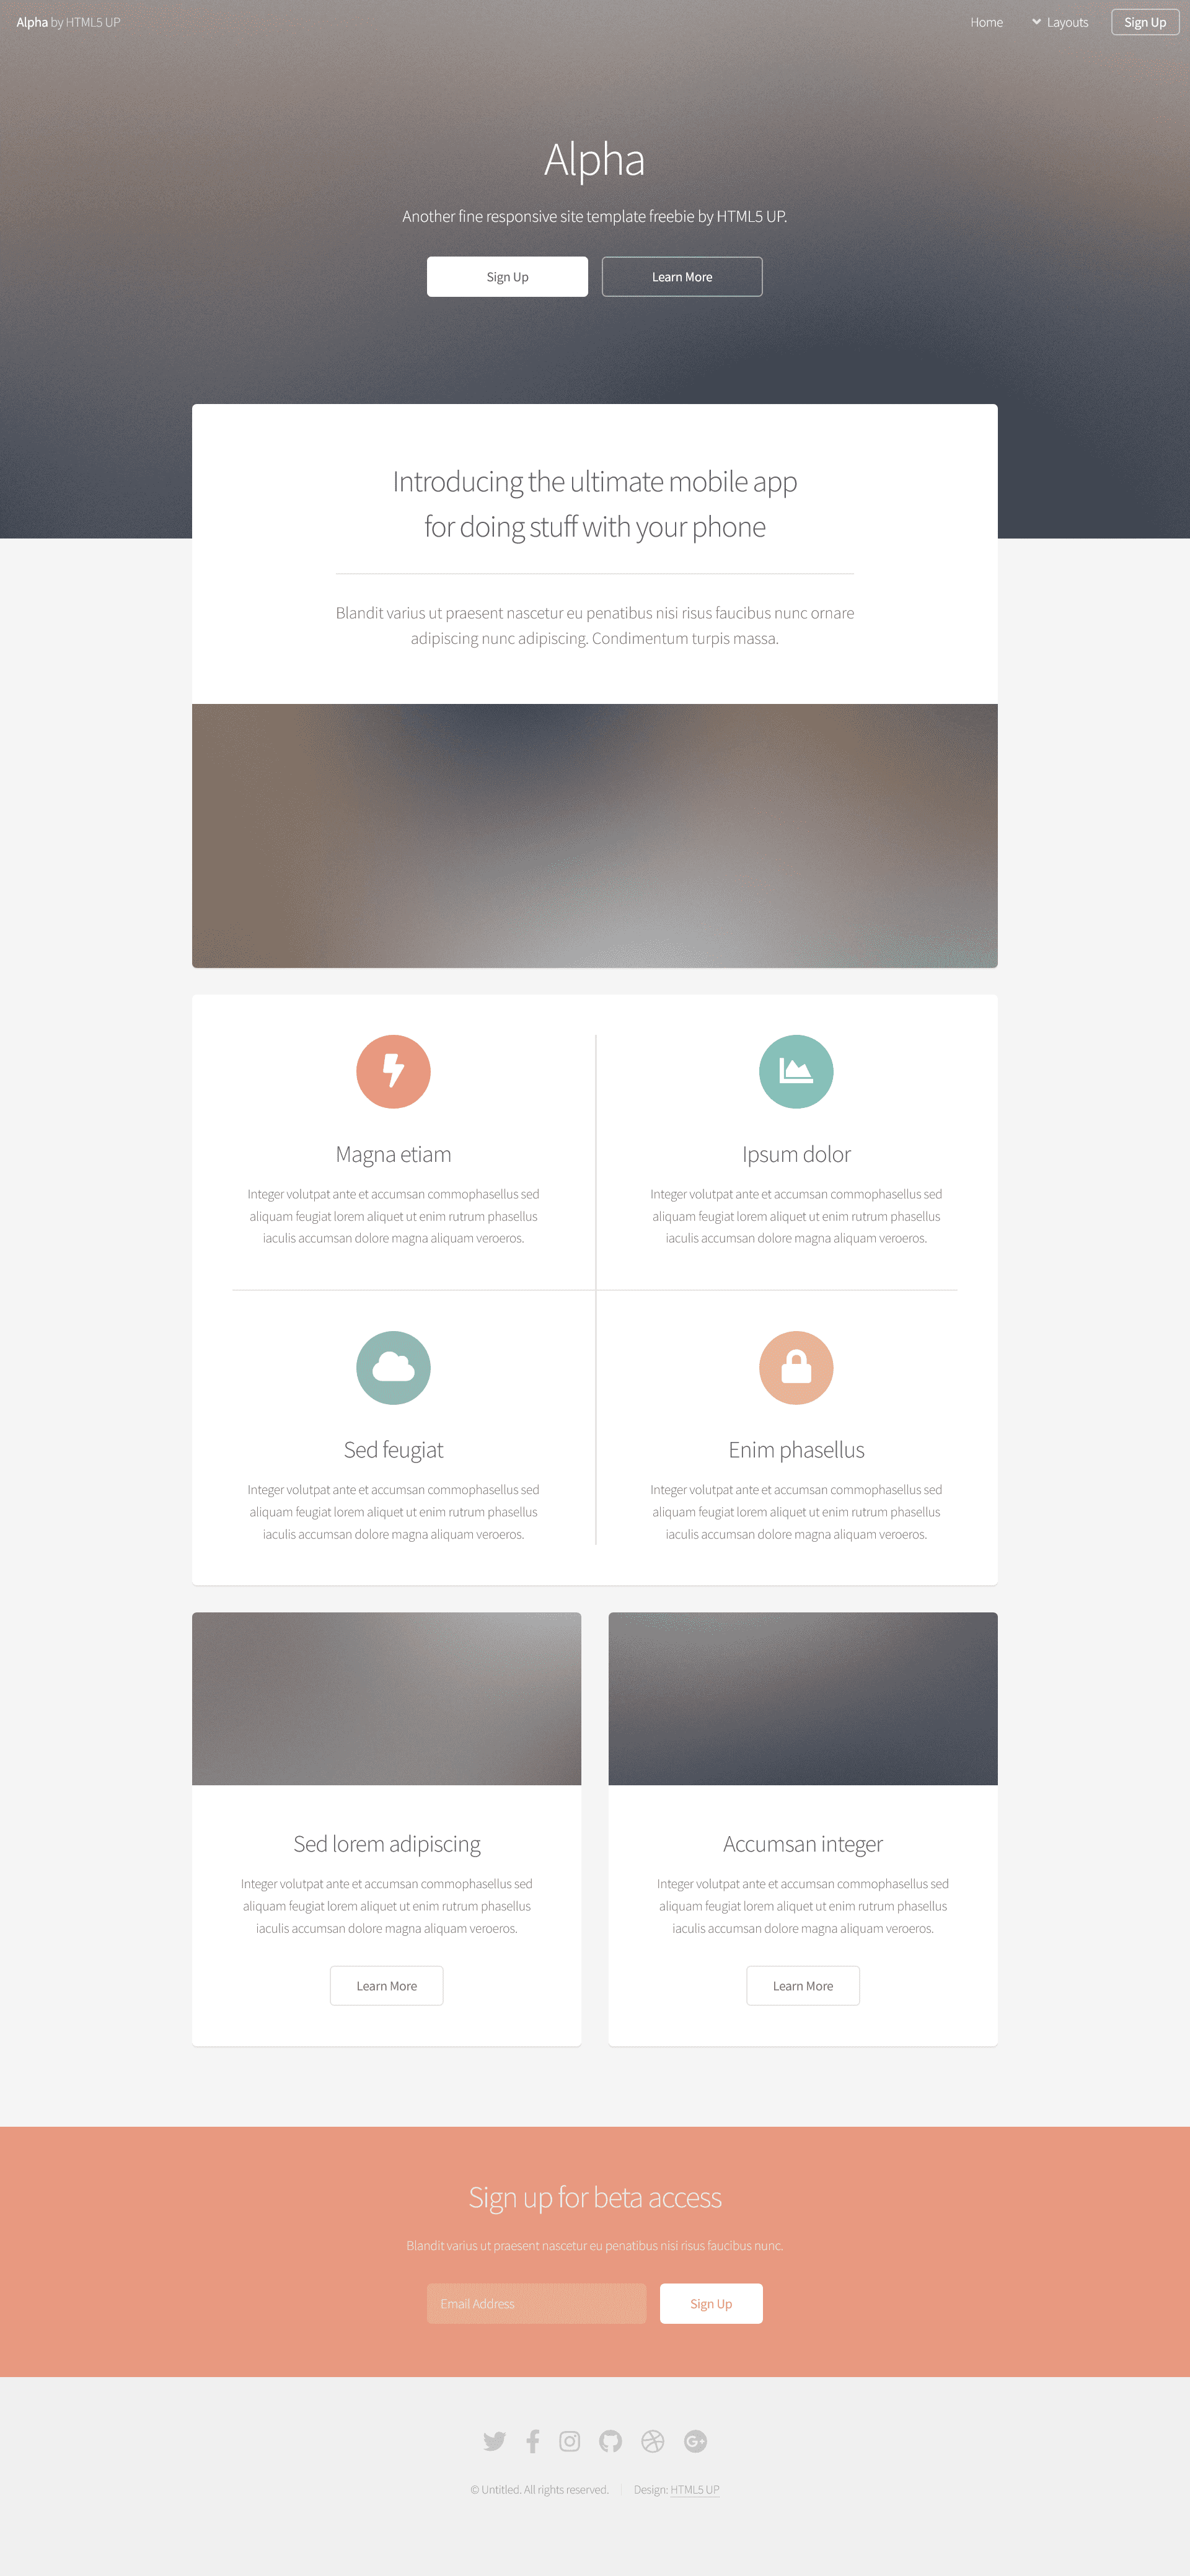 Alpha by HTML5 UP
Home
Layouts
Sign Up
Alpha
Another fine responsive site template freebie by HTML5 UP.
Sign Up
Learn More
Introducing the ultimate mobile app
for doing stuff with your phone
Blandit varius ut praesent nascetur eu penatibus nisi risus faucibus nunc ornare
adipiscing nunc adipiscing. Condimentum turpis massa.
Magna etiam
Integer volutpat ante et accumsan commophasellus sed
aliquam feugiat lorem aliquet ut enim rutrum phasellus
iaculis accumsan dolore magna aliquam veroeros.
Ipsum dolor
Integer volutpat ante et accumsan commophasellus sed
aliquam feugiat lorem aliquet ut enim rutrum phasellus
iaculis accumsan dolore magna aliquam veroeros.
Sed feugiat
Integer volutpat ante et accumsan commophasellus sed
aliquam feugiat lorem aliquet ut enim rutrum phasellus
iaculis accumsan dolore magna aliquam veroeros.
Enim phasellus
Integer volutpat ante et accumsan commophasellus sed
aliquam feugiat lorem aliquet ut enim rutrum phasellus
iaculis accumsan dolore magna aliquam veroeros.
Sed lorem adipiscing
Integer volutpat ante et accumsan commophasellus sed
aliquam feugiat lorem aliquet ut enim rutrum phasellus
iaculis accumsan dolore magna aliquam veroeros.
Learn More
Accumsan integer
Integer volutpat ante et accumsan commophasellus sed
aliquam feugiat lorem aliquet ut enim rutrum phasellus
iaculis accumsan dolore magna aliquam veroeros.
Learn More
Sign up for beta access
Blandit varius ut praesent nascetur eu penatibus nisi risus faucibus nunc.
Email Address
Sign Up
© Untitled. All rights reserved.
Design: HTML5 UP